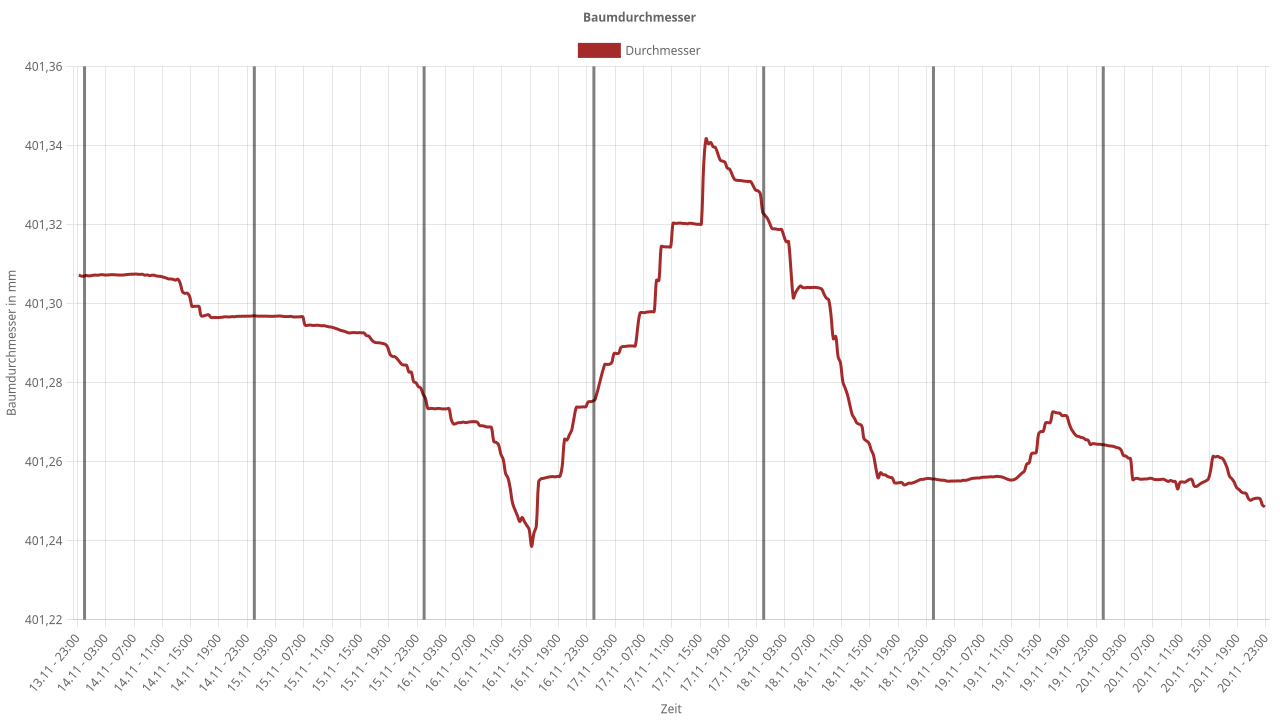 Baumdurchmesser
Durchmesser
401,36
401,34
401,32
401,30
401,28
401,26
401,24
401,22
Baumdurchmesser in mm
13.11 - 23:00
14.11 - 03:00
14.11 - 07:00
14.11 - 11:00
14.11 - 15:00
14.11 - 19:00
14.11 - 23:00
15.11 - 03:00
15.11 - 07:00
15.11 - 11:00
15.11 - 15:00
15.11 - 19:00
15.11 - 23:00
16.11 - 03:00
16.11 - 07:00
16.11 - 11:00
16.11 - 15:00
16.11 - 19:00
16.11 - 23:00
17.11 - 03:00
17.11 - 07:00
17.11 - 11:00
17.11 - 15:00
17.11 - 19:00
17.11 - 23:00
18.11 - 03:00
18.11 - 07:00
18.11 - 11:00
18.11 - 15:00
18.11 - 19:00
18.11 - 23:00
19.11 - 03:00
19.11 - 07:00
19.11 - 11:00
19.11 - 15:00
19.11 - 19:00
19.11 - 23:00
20.11 - 03:00
20.11 - 07:00
20.11 - 11:00
20.11 - 15:00
20.11 - 19:00
20.11 - 23:00
Zeit